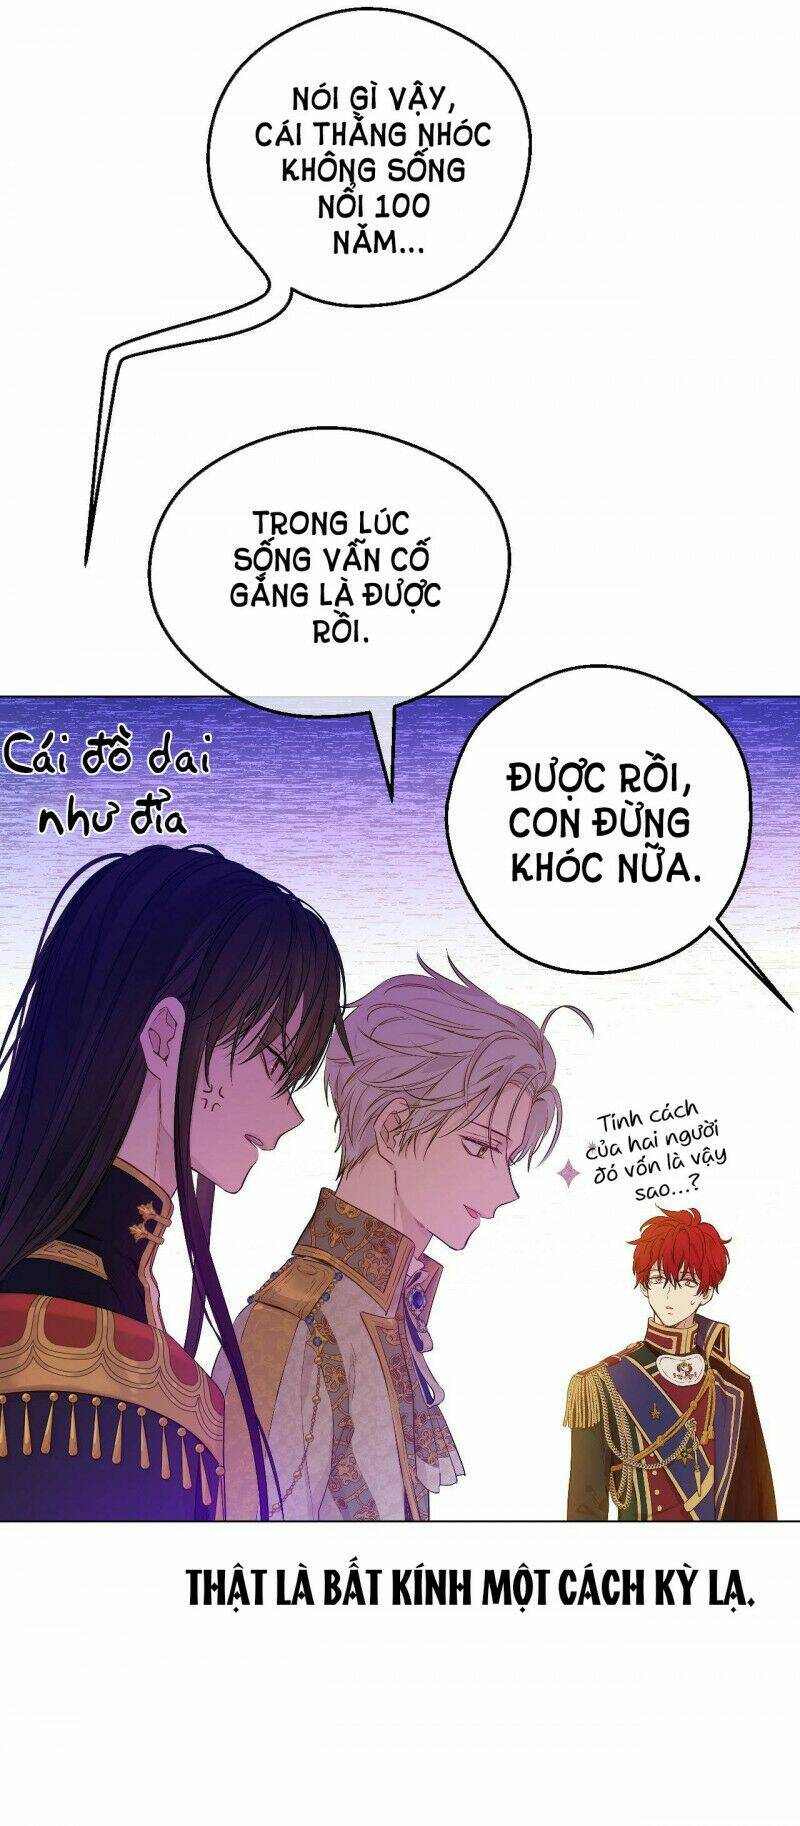 NÓI GÌ VẬY,
CÁI THẰNG NHÓC
KHÔNG SỐNG
NỔI 100
NĂM...
TRONG LÚC
SỐNG VẪN CỐ
GẮNG LÀ ĐƯỢC
RỒI.
Cái đồ dai
như đỉa
ĐƯỢC RỒI,
CON ĐỪNG
KHÓC NỮA.
Tính cách
của hai người
đó vốn là vậy
sao...?
THẬT LÀ BẤT KÍNH MỘT CÁCH KỲ LẠ.